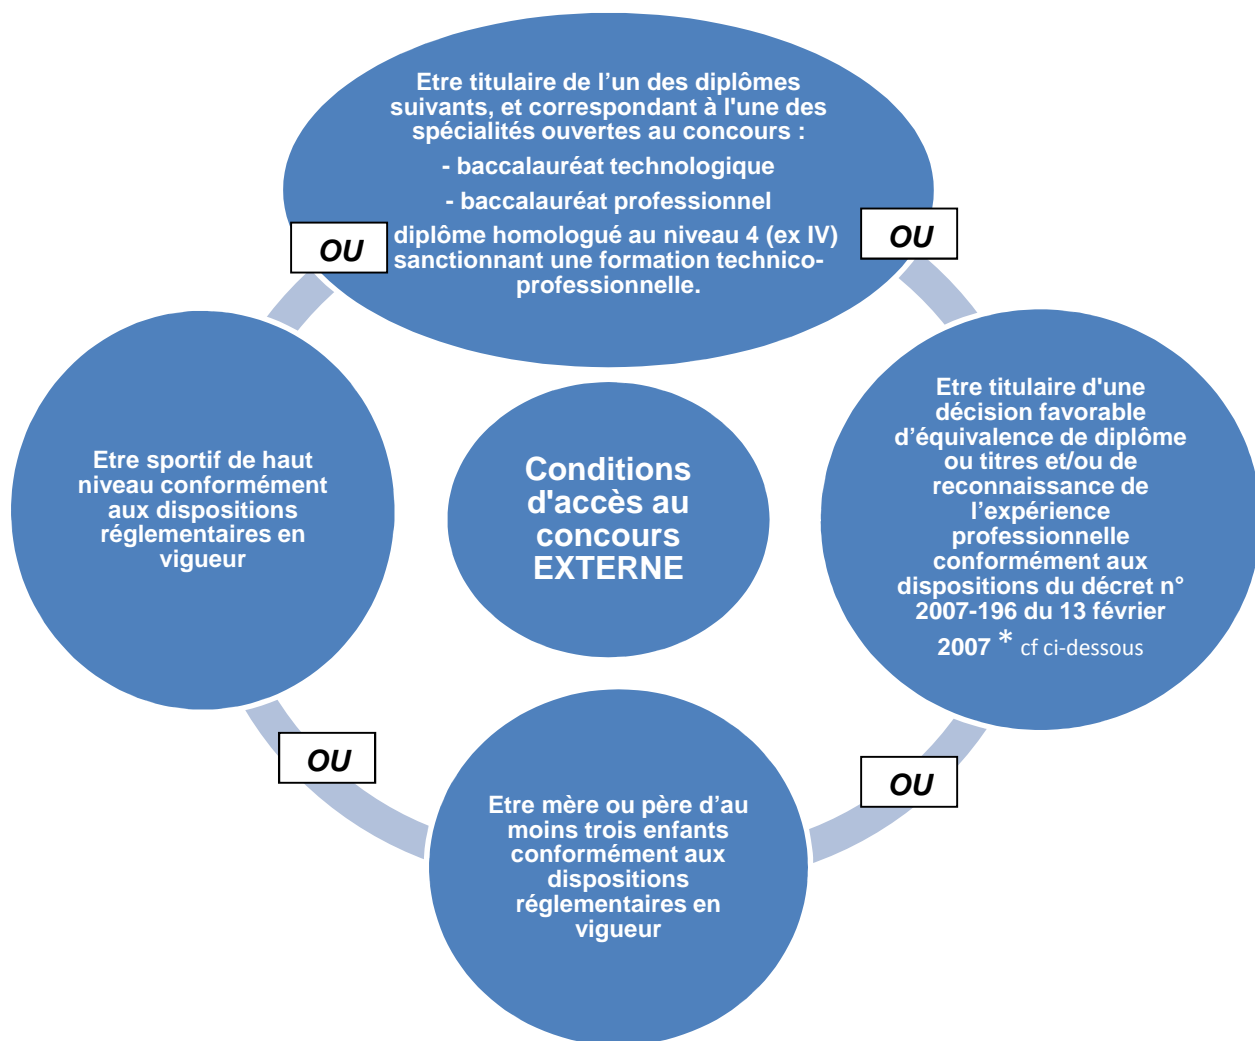 Etre titulaire de l’un des diplômes
suivants, et correspondant à l'une des
spécialités ouvertes au concours :
- baccalauréat technologique
- baccalauréat professionnel
diplôme homologué au niveau 4 (ex IV)
sanctionnant une formation technico-
professionnelle.
OU
OU
Etre sportif de haut
niveau conformément
aux dispositions
réglementaires en
vigueur
Conditions
d'accès au
concours
EXTERNE
Etre titulaire d'une
décision favorable
d’équivalence de diplôme
ou titres et/ou de
reconnaissance de
l’expérience
professionnelle
conformément aux
dispositions du décret n°
2007-196 du 13 février
2007 * cf ci-dessous
OU
OU
Etre mère ou père d’au
moins trois enfants
conformément aux
dispositions
réglementaires en
vigueur